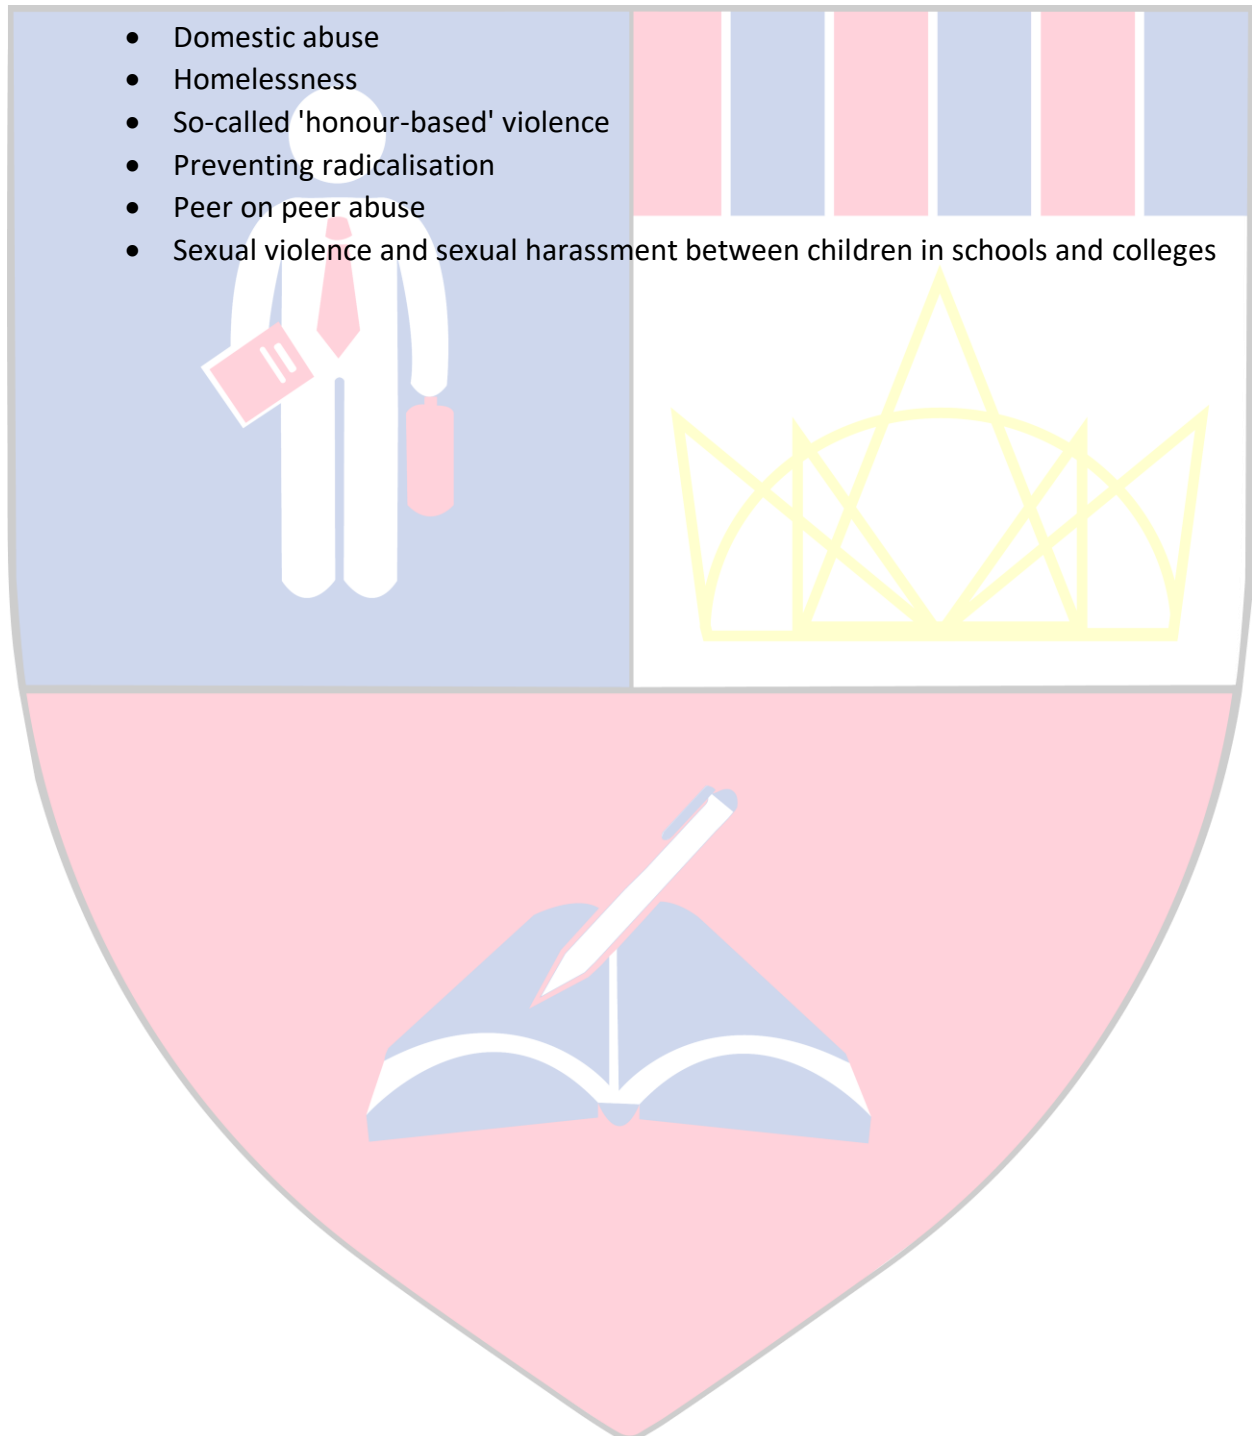 • Domestic abuse
• Homelessness
• So-called 'honour-based' violence
• Preventing radicalisation
• Peer on peer abuse
• Sexual violence and sexual harassment between children in schools and colleges